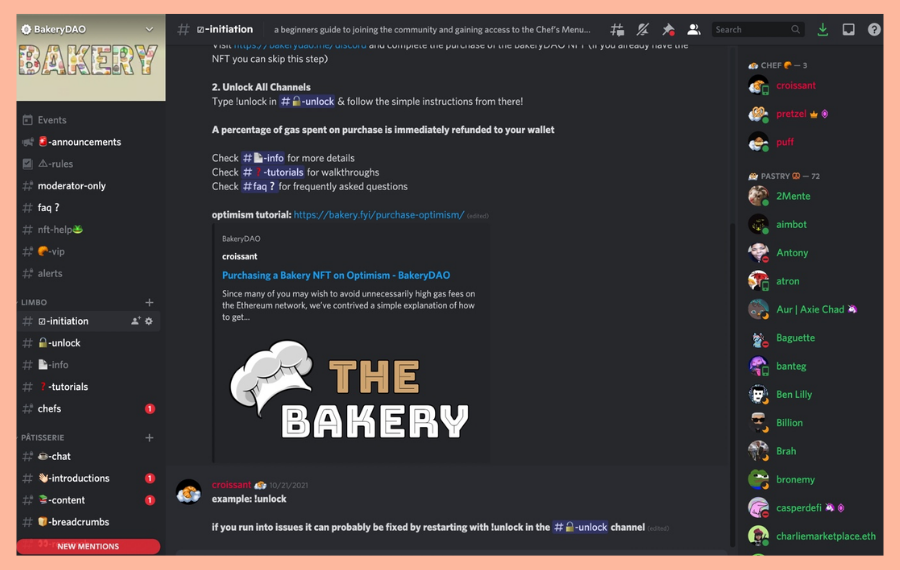 BakeryDAO
BAKERY
Events
-announcements
-rules
moderator-only
faq ?
nft-help
-vip
alerts
LIMBO
-initiation
-unlock
-info
-tutorials
chefs 1
PÂTISSERIE
-chat
-introductions 1
-content 1
-breadcrumbs
NEW MENTIONS
-initiation a beginners guide to joining the community and gaining access to the Chef's Menu... Search
Visit https://bakerydao.me/discord and complete the purchase of the BakeryDAO NFT (if you already have the
NFT you can skip this step)
2. Unlock All Channels
Type !unlock in # -unlock & follow the simple instructions from there!
A percentage of gas spent on purchase is immediately refunded to your wallet
Check # -info for more details
Check # ? -tutorials for walkthroughs
Check # faq ? for frequently asked questions
optimism tutorial: https://bakery.fyi/purchase-optimism/ (edited)
BakeryDAO
croissant
Purchasing a Bakery NFT on Optimism - BakeryDAO
Since many of you may wish to avoid unnecessarily high gas fees on
the Ethereum network, we've contrived a simple explanation of how
to get...
THE
BAKERY
croissant 10/21/2021
example: !unlock
if you run into issues it can probably be fixed by restarting with !unlock in the # -unlock channel (edited)
CHEF — 3
croissant
pretzel
puff
PASTRY — 72
2Mente
aimbot
Antony
atron
Aur | Axie Chad
Baguette
banteg
Ben Lilly
Billion
Brah
bronemy
casperdefi
charliemarketplace.eth